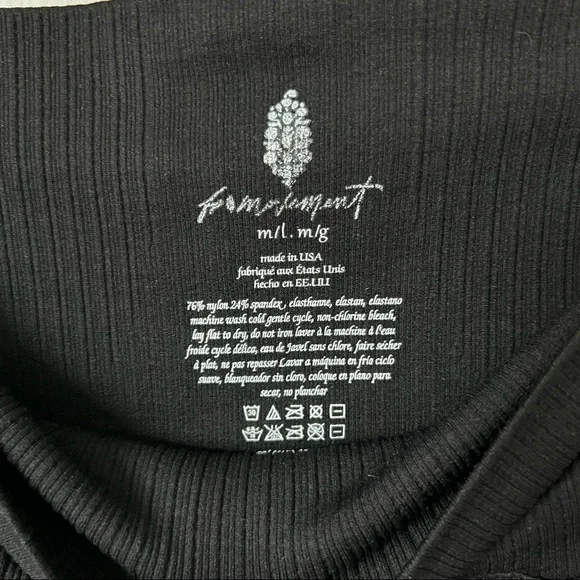 movement
m/l . m/g
made in USA
fabriqué aux États Unis
hecho en EE.UU
76% nylon 24% spandex, elasthanne, elastan, elastano
machine wash cold gentle cycle, non-chlorine bleach,
lay flat to dry, do not iron laver à la machine à l'eau
froide cycle délica, eau de Javel sans chlore, faire sécher
à plat, ne pas repasser Lavar a máquina en fría ciclo
suave, blanqueador sin cloro, coloque en plano para
secar, no planchar
30